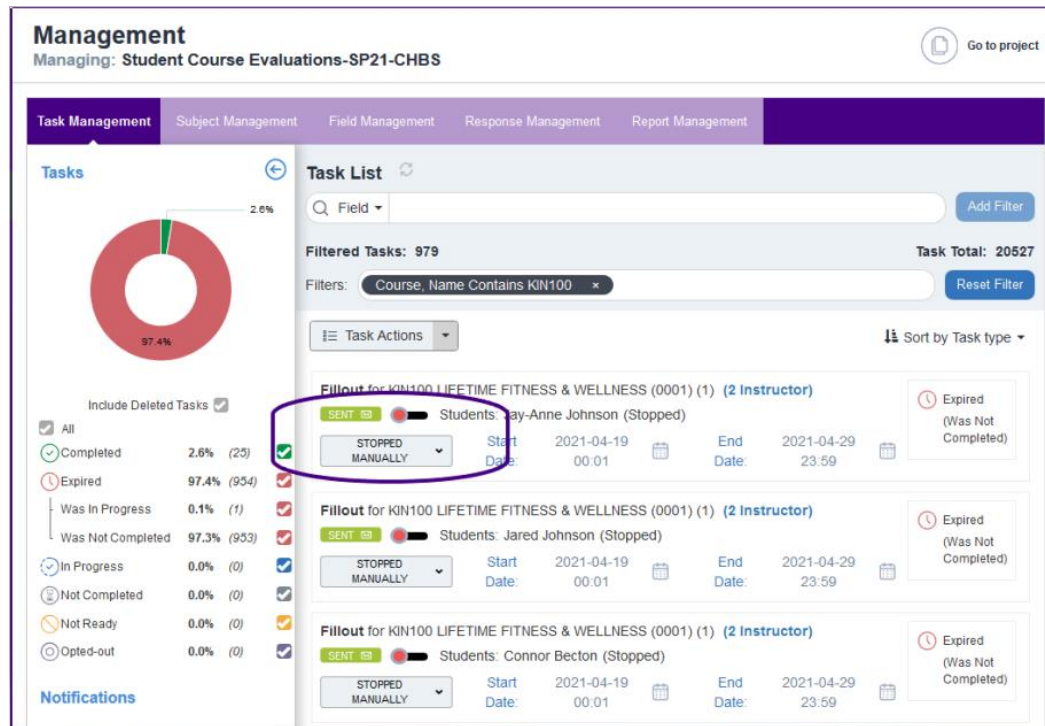 Management
Managing: Student Course Evaluations-SP21-CHBS
Go to project
Task Management Subject Management Field Management Response Management Report Management
Tasks
2.6%
97.4%
Include Deleted Tasks
All
Completed 2.6% (25)
Expired 97.4% (954)
Was In Progress 0.1% (1)
Was Not Completed 97.3% (953)
In Progress 0.0% (0)
Not Completed 0.0% (0)
Not Ready 0.0% (0)
Opted-out 0.0% (0)
Notifications
Task List
Field
Add Filter
Filtered Tasks: 979 Task Total: 20527
Filters: Course, Name Contains KIN100 × Reset Filter
Task Actions Sort by Task type
Fillout for KIN100 LIFETIME FITNESS & WELLNESS (0001) (1) (2 Instructor)
SENT Students: Jay-Anne Johnson (Stopped)
STOPPED MANUALLY
Start Date: 2021-04-19 00:01
End Date: 2021-04-29 23:59
Expired
(Was Not
Completed)
Fillout for KIN100 LIFETIME FITNESS & WELLNESS (0001) (1) (2 Instructor)
SENT Students: Jared Johnson (Stopped)
STOPPED MANUALLY
Start Date: 2021-04-19 00:01
End Date: 2021-04-29 23:59
Expired
(Was Not
Completed)
Fillout for KIN100 LIFETIME FITNESS & WELLNESS (0001) (1) (2 Instructor)
SENT Students: Connor Becton (Stopped)
STOPPED MANUALLY
Start Date: 2021-04-19 00:01
End Date: 2021-04-29 23:59
Expired
(Was Not
Completed)